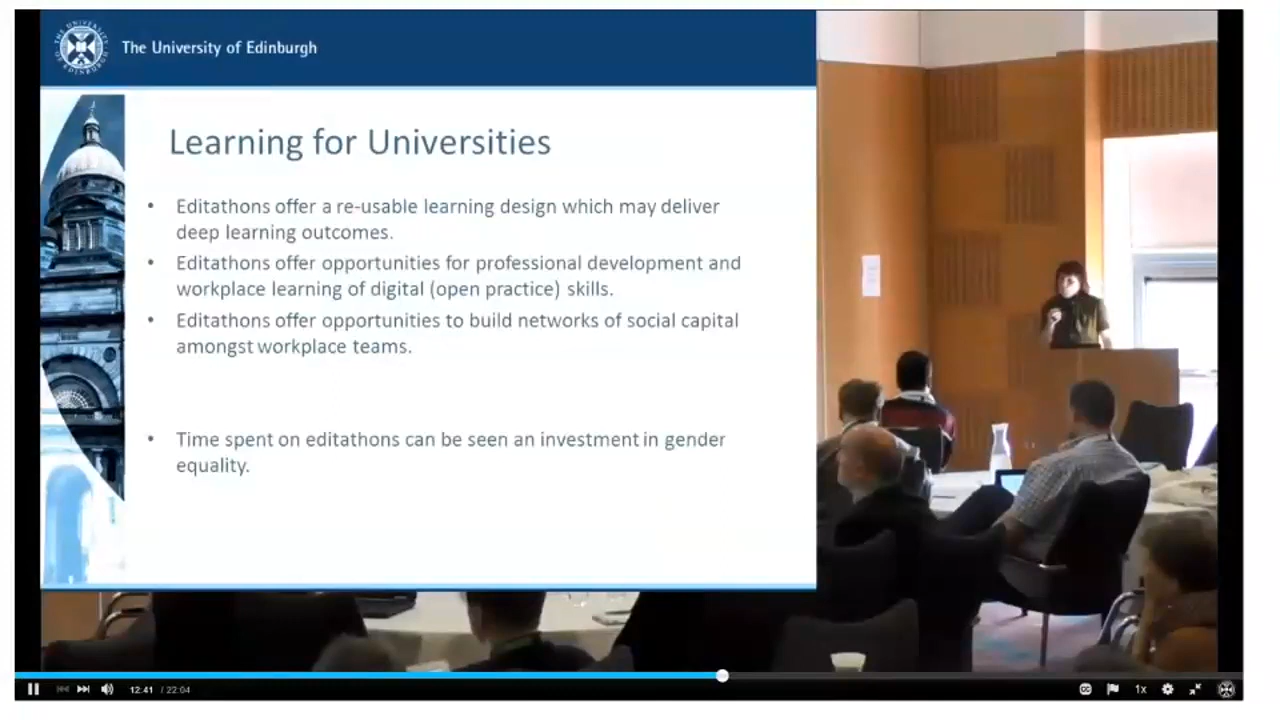 The University of Edinburgh
Learning for Universities
• Editathons offer a re-usable learning design which may deliver
deep learning outcomes.
• Editathons offer opportunities for professional development and
workplace learning of digital (open practice) skills.
• Editathons offer opportunities to build networks of social capital
amongst workplace teams.
• Time spent on editathons can be seen an investment in gender
equality.
12:41 / 22:04
1x